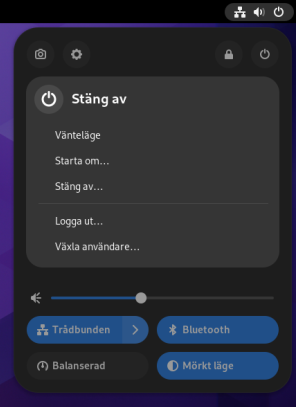 Stäng av
Vänteläge
Starta om...
Stäng av...
Logga ut...
Växla användare...
Trådbunden
Bluetooth
Balanserad
Mörkt läge